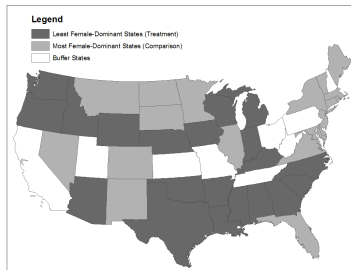 Legend
Least Female-Dominant States (Treatment)
Most Female-Dominant States (Comparison)
Buffer States